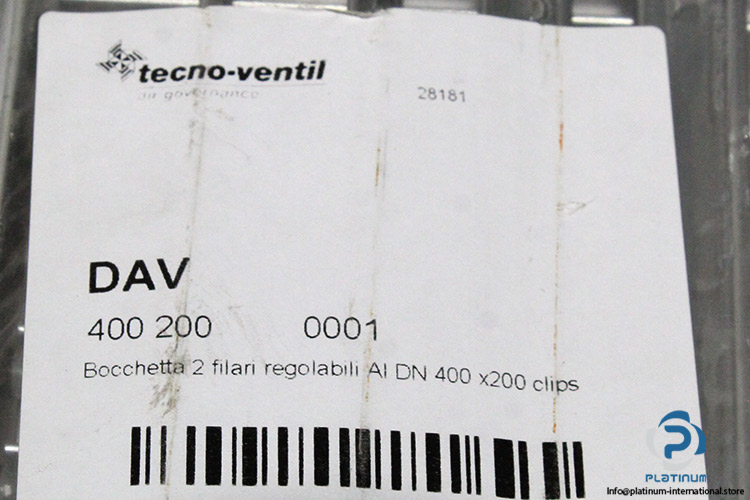 tecno-ventil
air governance
28181
DAV
400 200 0001
Bocchetta 2 filari regolabili Al DN 400 x200 clips
PLATINUM
Info@platinum-international.store